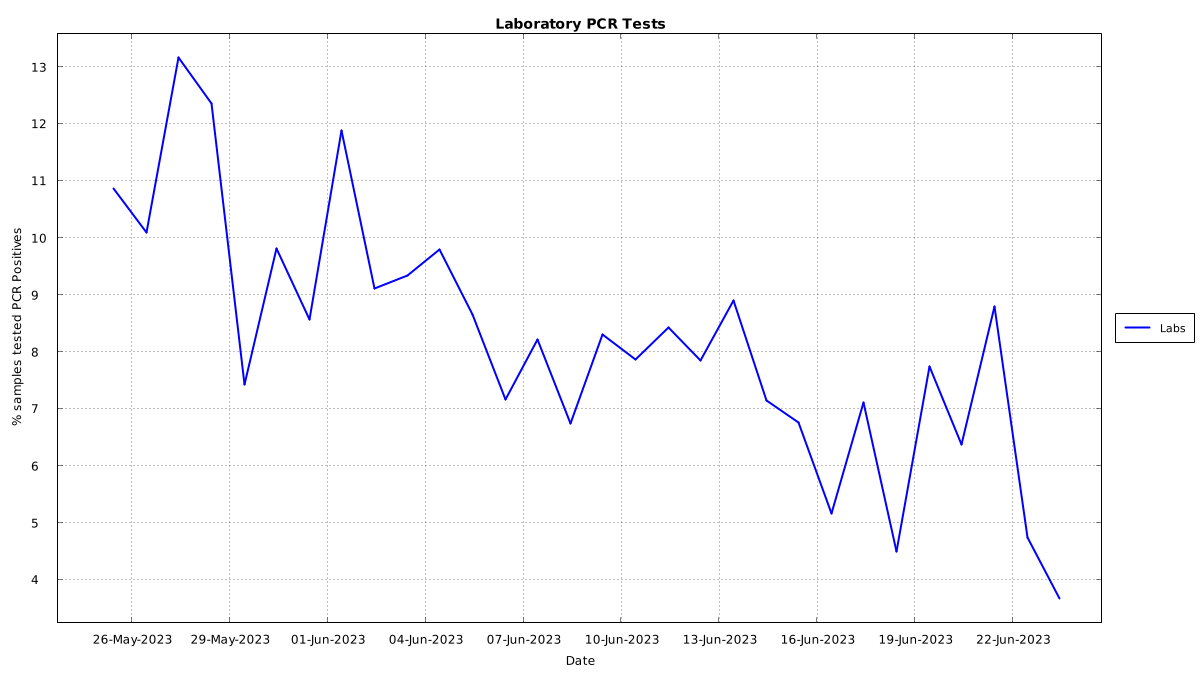 Laboratory PCR Tests
% samples tested PCR Positives
13
12
11
10
9
8
7
6
5
4
26-May-2023 29-May-2023 01-Jun-2023 04-Jun-2023 07-Jun-2023 10-Jun-2023 13-Jun-2023 16-Jun-2023 19-Jun-2023 22-Jun-2023
Date
Labs